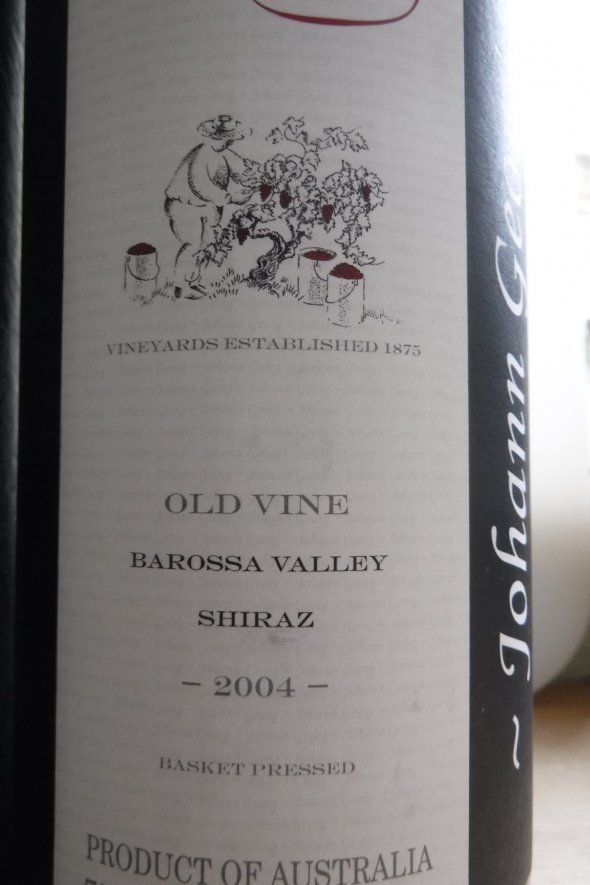 VINEYARDS ESTABLISHED 1875
OLD VINE
BAROSSA VALLEY
SHIRAZ
– 2004 –
BASKET PRESSED
PRODUCT OF AUSTRALIA
~ Johann